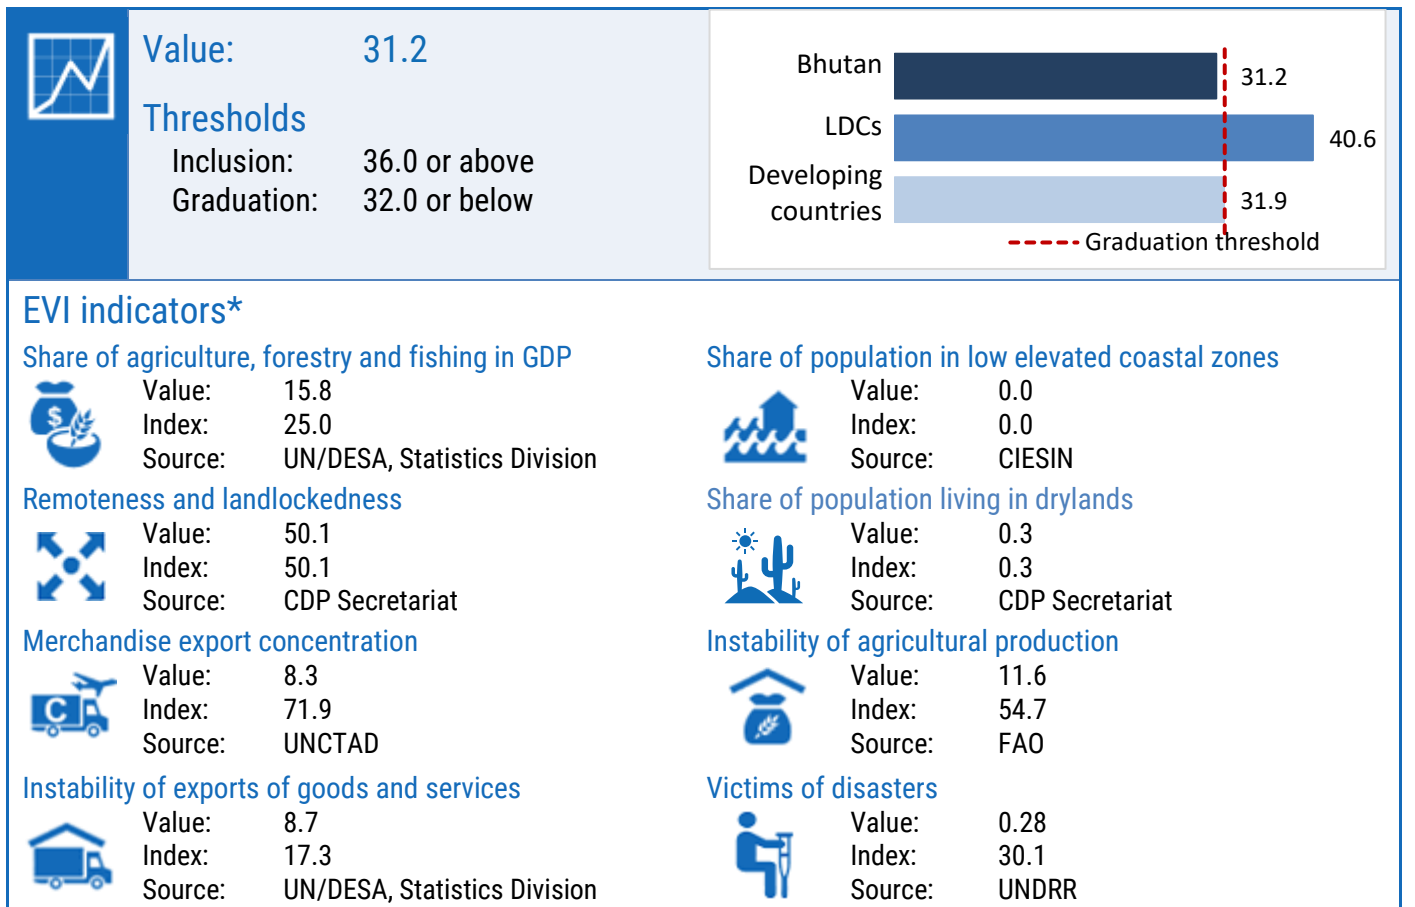 Value: 31.2
Thresholds
Inclusion: 36.0 or above
Graduation: 32.0 or below
Bhutan 31.2
LDCs 40.6
Developing
countries 31.9
Graduation threshold
EVI indicators*
Share of agriculture, forestry and fishing in GDP
$
Value: 15.8
Index: 25.0
Source: UN/DESA, Statistics Division
Share of population in low elevated coastal zones
Value: 0.0
Index: 0.0
Source: CIESIN
Remoteness and landlockedness
Value: 50.1
Index: 50.1
Source: CDP Secretariat
Share of population living in drylands
Value: 0.3
Index: 0.3
Source: CDP Secretariat
Merchandise export concentration
C
Value: 8.3
Index: 71.9
Source: UNCTAD
Instability of agricultural production
Value: 11.6
Index: 54.7
Source: FAO
Instability of exports of goods and services
Value: 8.7
Index: 17.3
Source: UN/DESA, Statistics Division
Victims of disasters
Value: 0.28
Index: 30.1
Source: UNDRR